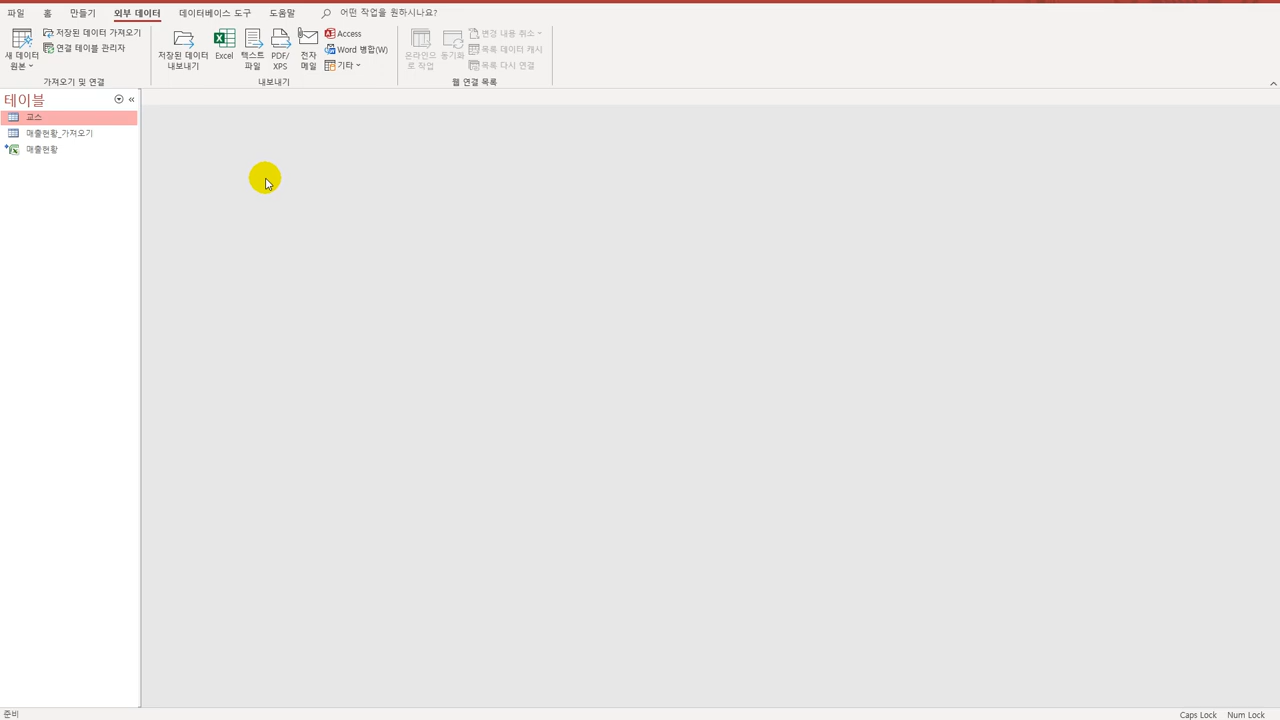 파일 홈 만들기 외부 데이터 데이터베이스 도구 도움말 어떤 작업을 원하시나요?
새 데이터 원본
저장된 데이터 가져오기
연결 테이블 관리자
가져오기 및 연결
저장된 데이터 내보내기
Excel
텍스트 파일
PDF/ XPS
전자 메일
Access
Word 병합(W)
기타
내보내기
온라인으로 작업
동기화
변경 내용 취소
목록 데이터 캐시
목록 다시 연결
웹 연결 목록
테이블
교스
매출현황_가져오기
매출현황
준비
Caps Lock Num Lock